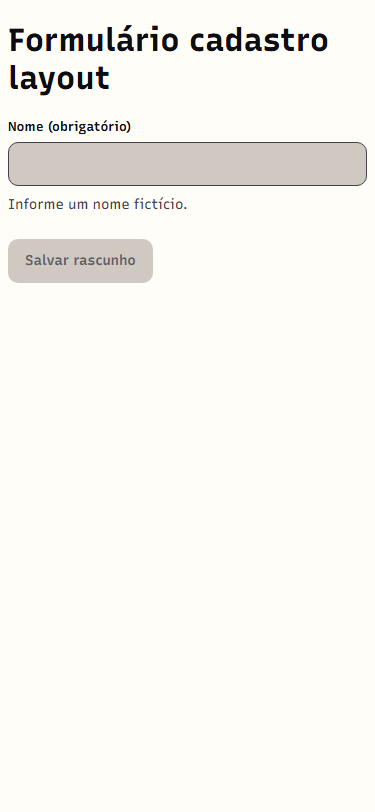 Formulário cadastro
layout
Nome (obrigatório)
Informe um nome fictício.
Salvar rascunho